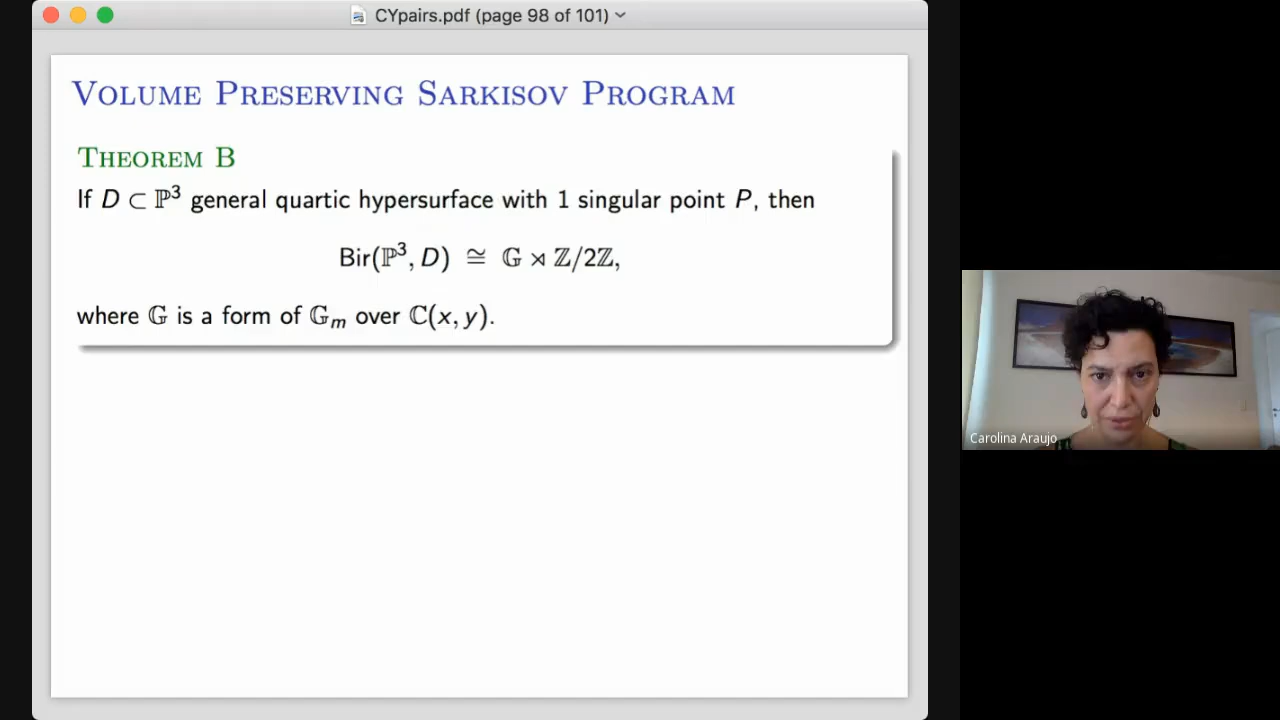 CYpairs.pdf (page 98 of 101)
Volume Preserving Sarkisov Program
Theorem B
If D ⊂ ℙ³ general quartic hypersurface with 1 singular point P, then
Bir(ℙ³, D) ≅ 𝔾 ⋊ ℤ/2ℤ,
where 𝔾 is a form of 𝔾ₘ over ℂ(x, y).
Carolina Araujo